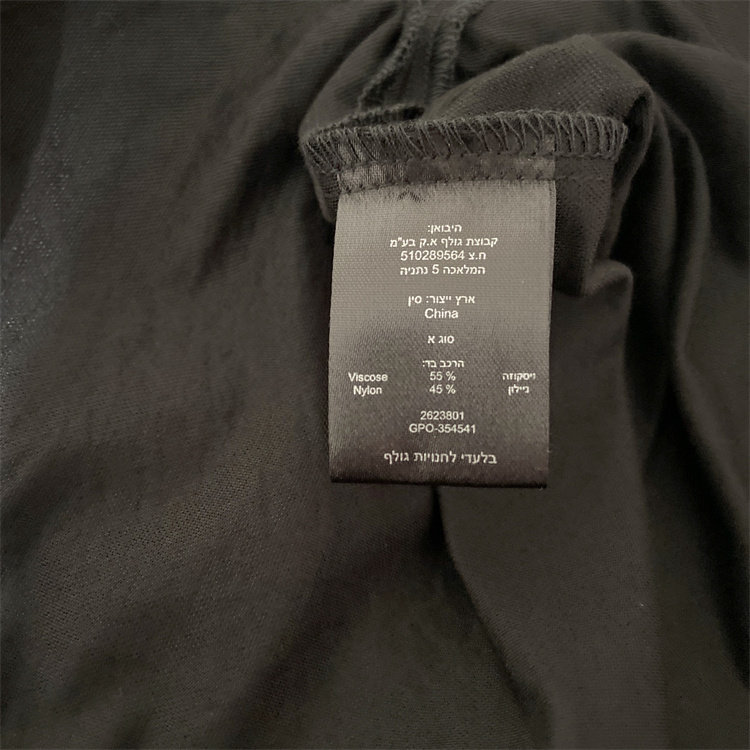 היבואן:
קבוצת גולף א.ק בע"מ
ח.צ 510289564
המלאכה 5 נתניה
ארץ ייצור: סין
China
סוג א
הרכב בד:
Viscose 55 % ויסקוזה
Nylon 45 % ניילון
2623801
GPO-354541
בלעדי לחנויות גולף